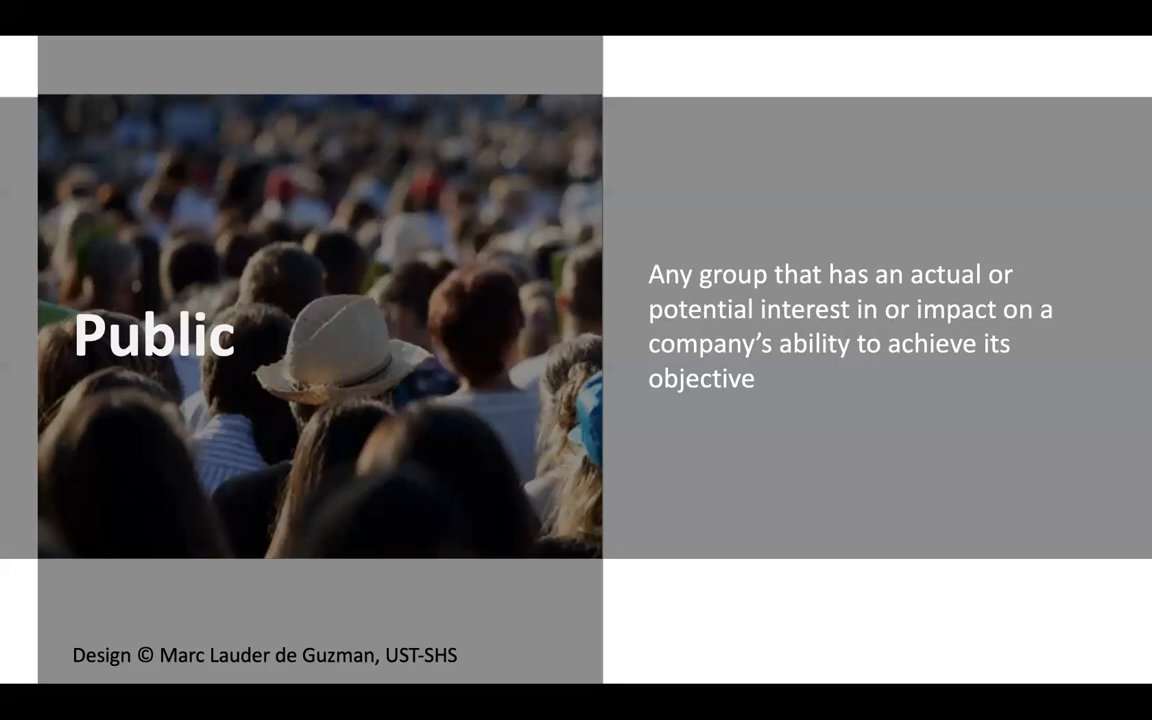 Public
Any group that has an actual or
potential interest in or impact on a
company’s ability to achieve its
objective
Design © Marc Lauder de Guzman, UST-SHS